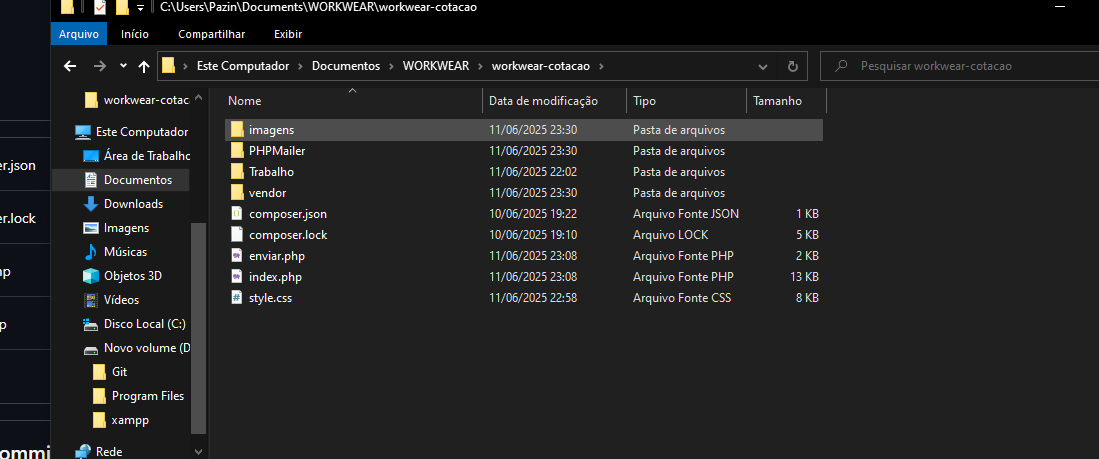 C:\Users\Pazin\Documents\WORKWEAR\workwear-cotacao
Arquivo Início Compartilhar Exibir
Este Computador > Documentos > WORKWEAR > workwear-cotacao >
Pesquisar workwear-cotacao
Nome Data de modificação Tipo Tamanho
workwear-cotac
Este Computador
Área de Trabalho
Documentos
Downloads
Imagens
Músicas
Objetos 3D
Vídeos
Disco Local (C:)
Novo volume (D
Git
Program Files
xampp
Rede
imagens 11/06/2025 23:30 Pasta de arquivos
PHPMailer 11/06/2025 23:30 Pasta de arquivos
Trabalho 11/06/2025 22:02 Pasta de arquivos
vendor 11/06/2025 23:30 Pasta de arquivos
composer.json 10/06/2025 19:22 Arquivo Fonte JSON 1 KB
composer.lock 10/06/2025 19:10 Arquivo LOCK 5 KB
enviar.php 11/06/2025 23:08 Arquivo Fonte PHP 2 KB
index.php 11/06/2025 23:08 Arquivo Fonte PHP 13 KB
style.css 11/06/2025 22:58 Arquivo Fonte CSS 8 KB
er.json
er.lock
np
p
ommi